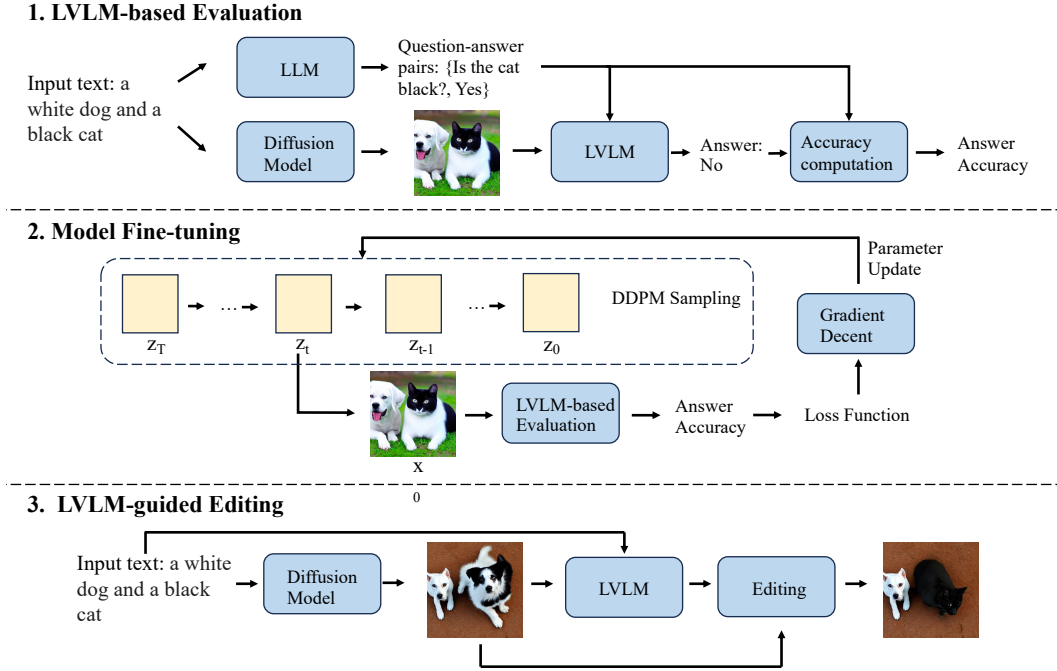 1. LVLM-based Evaluation
Input text: a
white dog and a
black cat
LLM
Question-answer
pairs: {Is the cat
black?, Yes}
Diffusion
Model
LVLM
Answer:
No
Accuracy
computation
Answer
Accuracy
2. Model Fine-tuning
Parameter
Update
... ...
DDPM Sampling
z_T z_t z_t-1 z_0
Gradient
Decent
LVLM-based
Evaluation
Answer
Accuracy
Loss Function
x
0
3. LVLM-guided Editing
Input text: a white
dog and a black
cat
Diffusion
Model
LVLM
Editing